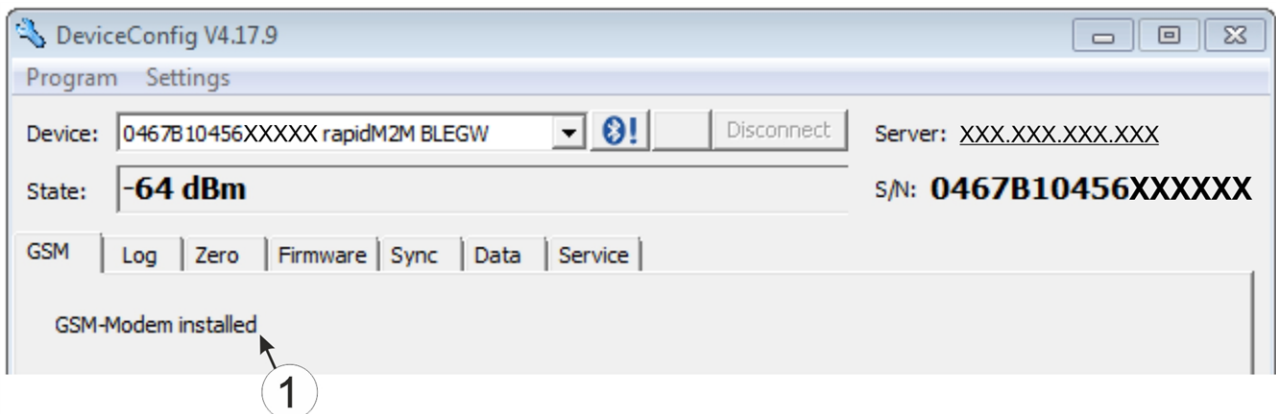 DeviceConfig V4.17.9
Program Settings
Device: 0467B10456XXXXX rapidM2M BLEGW ! Disconnect Server: XXX.XXX.XXX.XXX
State: -64 dBm S/N: 0467B10456XXXXXX
GSM Log Zero Firmware Sync Data Service
GSM-Modem installed
1